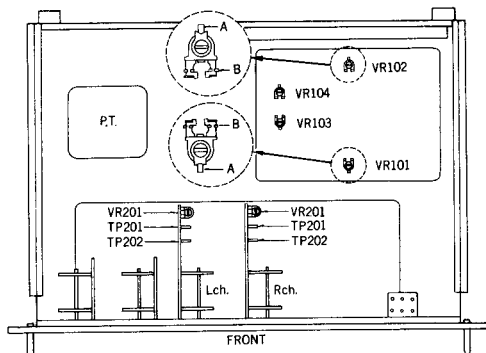 A
B
VR102
VR104
P.T.
VR103
B
A
VR101
VR201
TP201
TP202
VR201
TP201
TP202
Lch.
Rch.
FRONT